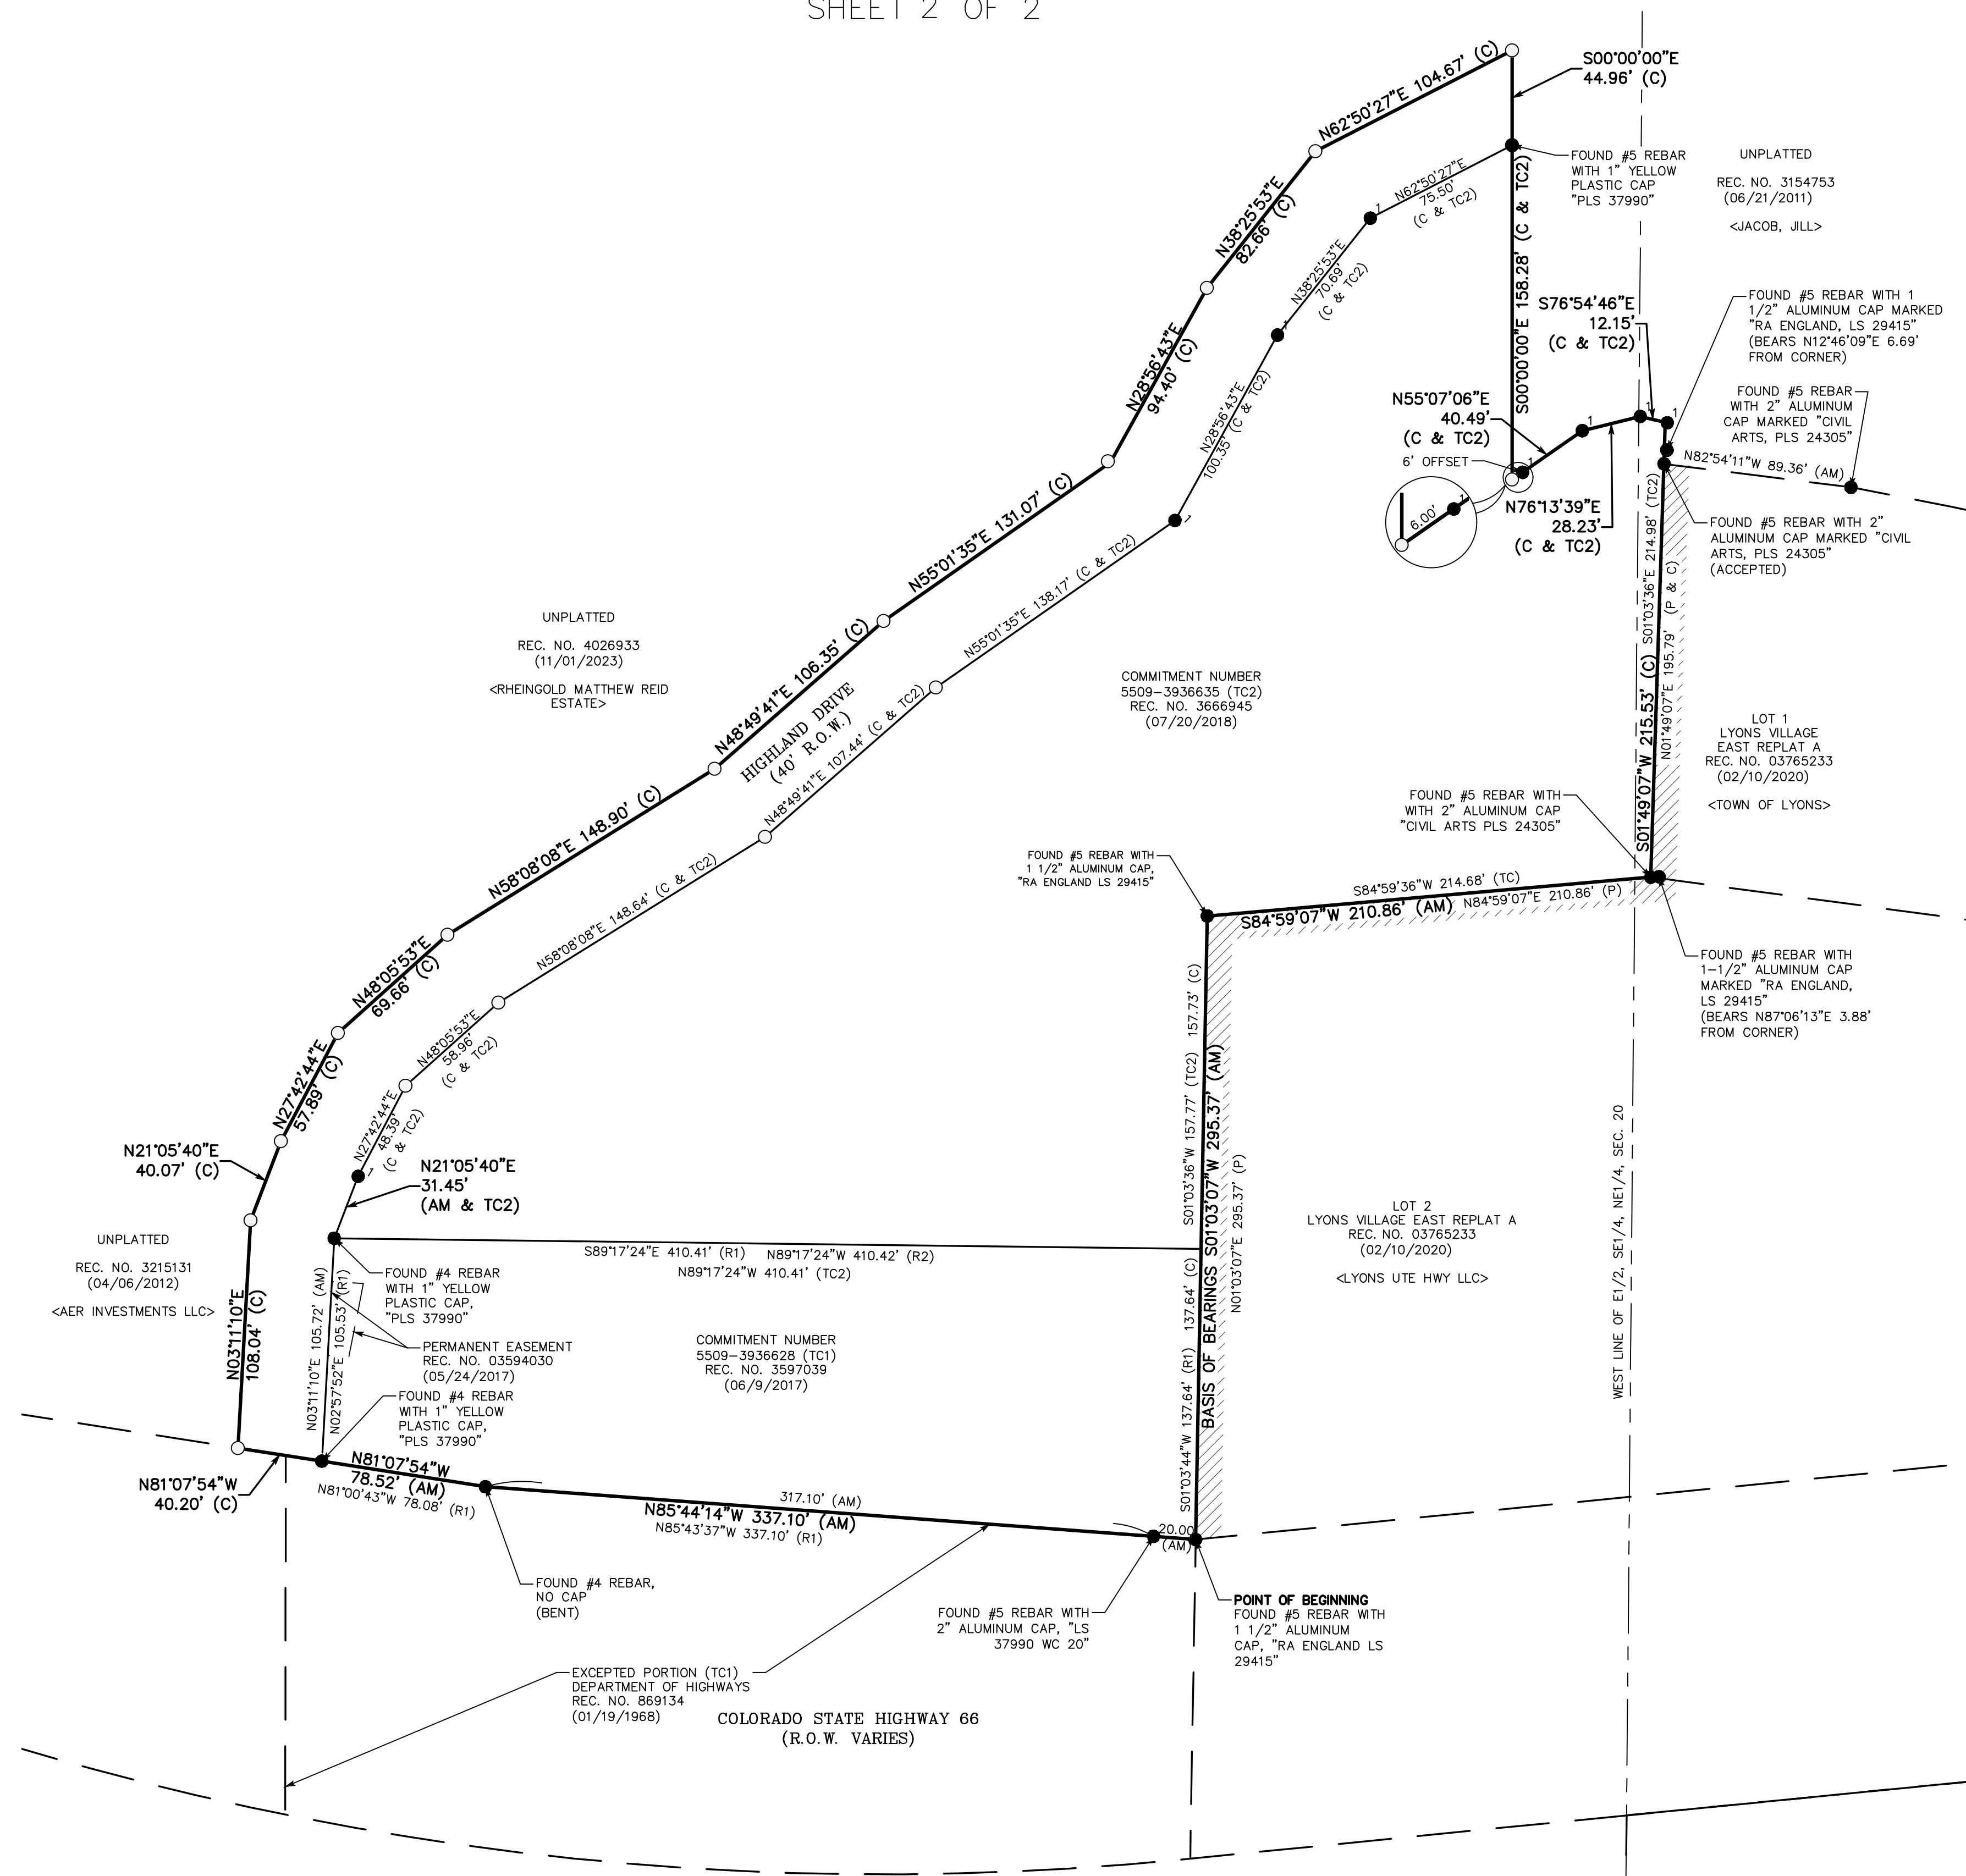 SHEET 2 OF 2
N62°50'27"E 104.67' (C)
S00°00'00"E
44.96' (C)
FOUND #5 REBAR
WITH 1" YELLOW
PLASTIC CAP
"PLS 37990"
UNPLATTED
REC. NO. 3154753
(06/21/2011)
<JACOB, JILL>
N62°50'27"E
75.50'
(C & TC2)
1
S00°00'00"E 158.28' (C & TC2)
N38°25'53"E
82.66' (C)
N38°25'53"E
70.69'
(C & TC2)
1
S76°54'46"E
12.15'
(C & TC2)
FOUND #5 REBAR WITH 1
1/2" ALUMINUM CAP MARKED
"RA ENGLAND, LS 29415"
(BEARS N12°46'09"E 6.69'
FROM CORNER)
N28°56'43"E
94.40' (C)
N28°56'43"E
100.35' (C & TC2)
1
FOUND #5 REBAR
WITH 2" ALUMINUM
CAP MARKED "CIVIL
ARTS, PLS 24305"
N55°07'06"E
40.49'
(C & TC2)
6' OFFSET
1
1
1
1
6.00'
1
N82°54'11"W 89.36' (AM)
N76°13'39"E
28.23'
(C & TC2)
FOUND #5 REBAR WITH 2"
ALUMINUM CAP MARKED "CIVIL
ARTS, PLS 24305"
(ACCEPTED)
N55°01'35"E 131.07' (C)
N55°01'35"E 138.17' (C & TC2)
S01°49'07"W 215.53' (C)
S01°03'36"E 214.98' (TC2)
N01°49'07"E 195.79' (P & C)
UNPLATTED
REC. NO. 4026933
(11/01/2023)
<RHEINGOLD MATTHEW REID
ESTATE>
COMMITMENT NUMBER
5509-3936635 (TC2)
REC. NO. 3666945
(07/20/2018)
N48°49'41"E 106.35' (C)
HIGHLAND DRIVE
(40' R.O.W.)
N48°49'41"E 107.44' (C & TC2)
LOT 1
LYONS VILLAGE
EAST REPLAT A
REC. NO. 03765233
(02/10/2020)
<TOWN OF LYONS>
FOUND #5 REBAR WITH
WITH 2" ALUMINUM CAP
"CIVIL ARTS PLS 24305"
N58°08'08"E 148.90' (C)
N58°08'08"E 148.64' (C & TC2)
FOUND #5 REBAR WITH
1 1/2" ALUMINUM CAP,
"RA ENGLAND LS 29415"
S84°59'36"W 214.68' (TC)
S84°59'07"W 210.86' (AM)
N84°59'07"E 210.86' (P)
N48°05'53"E
69.66' (C)
N48°05'53"E
58.96'
(C & TC2)
FOUND #5 REBAR WITH
1-1/2" ALUMINUM CAP
MARKED "RA ENGLAND,
LS 29415"
(BEARS N87°06'13"E 3.88'
FROM CORNER)
N27°42'44"E
57.89' (C)
N27°42'44"E
48.39'
(C & TC2)
1
N21°05'40"E
40.07' (C)
N21°05'40"E
31.45'
(AM & TC2)
S01°03'36"W 157.77' (TC2)
157.73' (C)
BASIS OF BEARINGS S01°03'07"W 295.37' (AM)
N01°03'07"E 295.37' (P)
WEST LINE OF E1/2, SE1/4, NE1/4, SEC. 20
LOT 2
LYONS VILLAGE EAST REPLAT A
REC. NO. 03765233
(02/10/2020)
<LYONS UTE HWY LLC>
UNPLATTED
REC. NO. 3215131
(04/06/2012)
<AER INVESTMENTS LLC>
S89°17'24"E 410.41' (R1)
N89°17'24"W 410.42' (R2)
N89°17'24"W 410.41' (TC2)
N03°11'10"E
108.04' (C)
N03°11'10"E 105.72' (AM)
N02°57'52"E 105.53' (R1)
FOUND #4 REBAR
WITH 1" YELLOW
PLASTIC CAP,
"PLS 37990"
PERMANENT EASEMENT
REC. NO. 03594030
(05/24/2017)
FOUND #4 REBAR
WITH 1" YELLOW
PLASTIC CAP,
"PLS 37990"
COMMITMENT NUMBER
5509-3936628 (TC1)
REC. NO. 3597039
(06/9/2017)
S01°03'44"W 137.64' (R1)
137.64' (C)
N81°07'54"W
40.20' (C)
N81°07'54"W
78.52' (AM)
N81°00'43"W 78.08' (R1)
317.10' (AM)
N85°44'14"W 337.10' (AM)
N85°43'37"W 337.10' (R1)
20.00
(AM)
FOUND #4 REBAR,
NO CAP
(BENT)
FOUND #5 REBAR WITH
2" ALUMINUM CAP, "LS
37990 WC 20"
POINT OF BEGINNING
FOUND #5 REBAR WITH
1 1/2" ALUMINUM
CAP, "RA ENGLAND LS
29415"
EXCEPTED PORTION (TC1)
DEPARTMENT OF HIGHWAYS
REC. NO. 869134
(01/19/1968)
COLORADO STATE HIGHWAY 66
(R.O.W. VARIES)